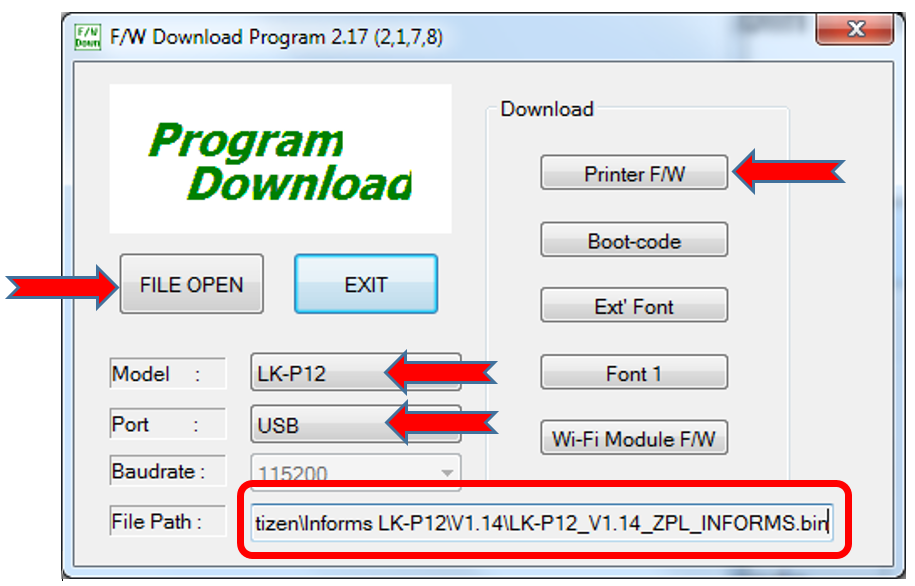 F/W
Down
F/W Download Program 2.17 (2,1,7,8)
Program
Download
FILE OPEN
EXIT
Model :
LK-P12
Port :
USB
Baudrate :
115200
File Path :
tizen\Informs LK-P12\V1.14\LK-P12_V1.14_ZPL_INFORMS.bin
Download
Printer F/W
Boot-code
Ext' Font
Font 1
Wi-Fi Module F/W